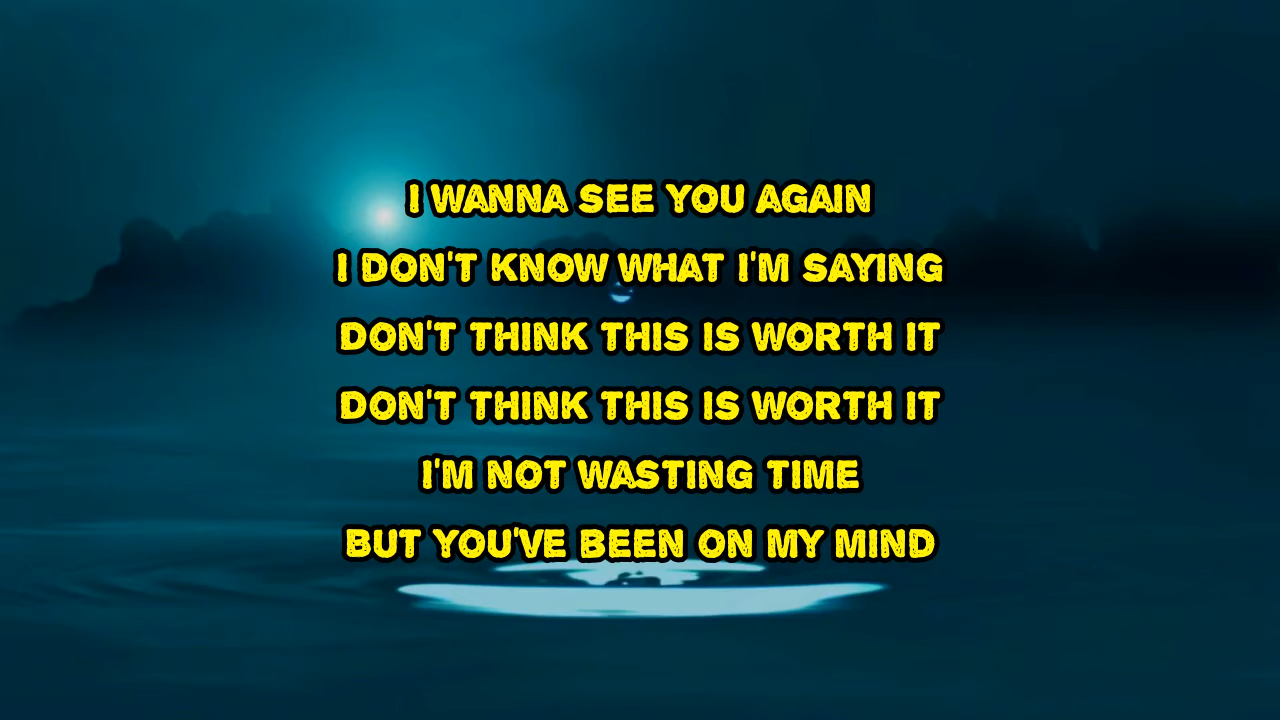 I WANNA SEE YOU AGAIN
I DON'T KNOW WHAT I'M SAYING
DON'T THINK THIS IS WORTH IT
DON'T THINK THIS IS WORTH IT
I'M NOT WASTING TIME
BUT YOU'VE BEEN ON MY MIND